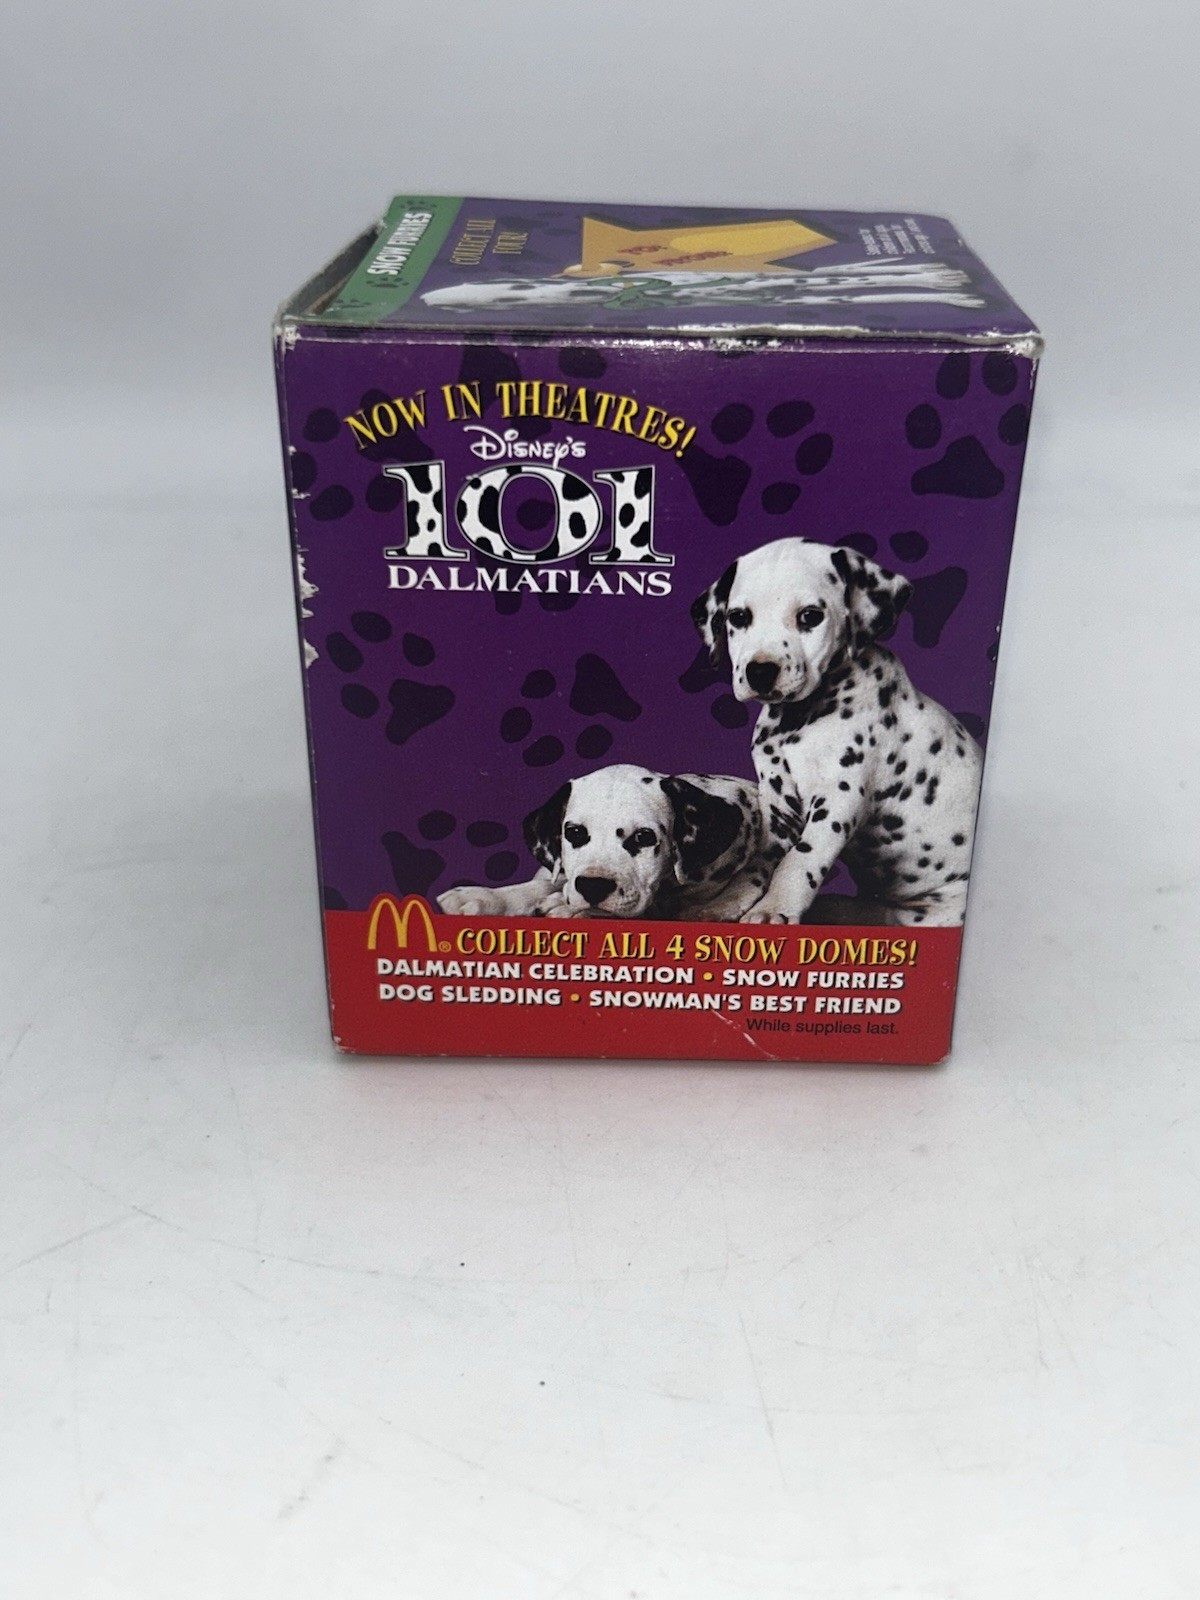 SNOW FURRIES
COLLECT ALL
FOUR!
NOW IN THEATRES!
DISNEY'S
101
DALMATIANS
M® COLLECT ALL 4 SNOW DOMES!
DALMATIAN CELEBRATION • SNOW FURRIES
DOG SLEDDING • SNOWMAN'S BEST FRIEND
While supplies last.